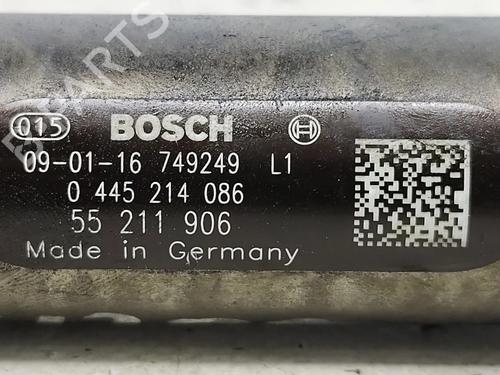 015 BOSCH
09-01-16 749249 L1
0 445 214 086
55 211 906
Made in Germany